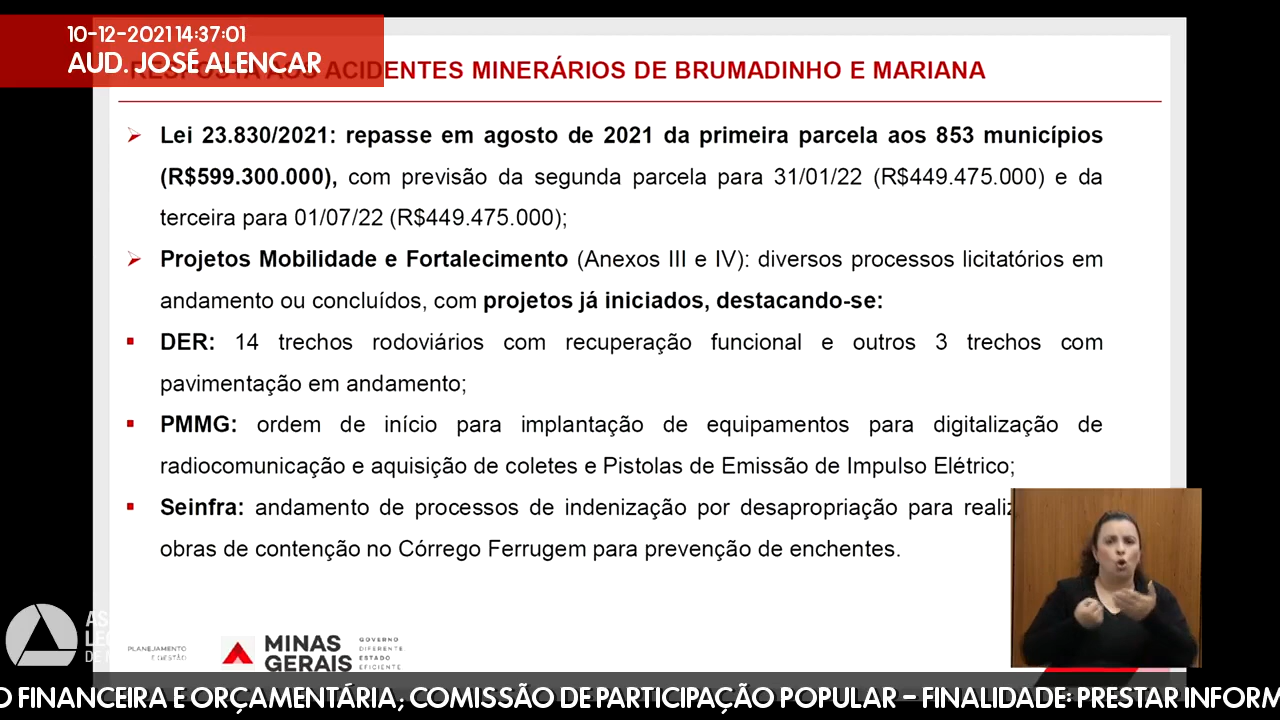 10-12-2021 14:37:01
AUD. JOSÉ ALENCAR
ACIDENTES MINERÁRIOS DE BRUMADINHO E MARIANA
Lei 23.830/2021: repasse em agosto de 2021 da primeira parcela aos 853 municípios
(R$599.300.000), com previsão da segunda parcela para 31/01/22 (R$449.475.000) e da
terceira para 01/07/22 (R$449.475.000);
Projetos Mobilidade e Fortalecimento (Anexos III e IV): diversos processos licitatórios em
andamento ou concluídos, com projetos já iniciados, destacando-se:
DER: 14 trechos rodoviários com recuperação funcional e outros 3 trechos com
pavimentação em andamento;
PMMG: ordem de início para implantação de equipamentos para digitalização de
radiocomunicação e aquisição de coletes e Pistolas de Emissão de Impulso Elétrico;
Seinfra: andamento de processos de indenização por desapropriação para
obras de contenção no Córrego Ferrugem para prevenção de enchentes.
PLANEJAMENTO
E GESTÃO
MINAS
GERAIS
GOVERNO
DIFERENTE
ESTADO
EFICIENTE
O FINANCEIRA E ORÇAMENTÁRIA; COMISSÃO DE PARTICIPAÇÃO POPULAR – FINALIDADE: PRESTAR INFORM